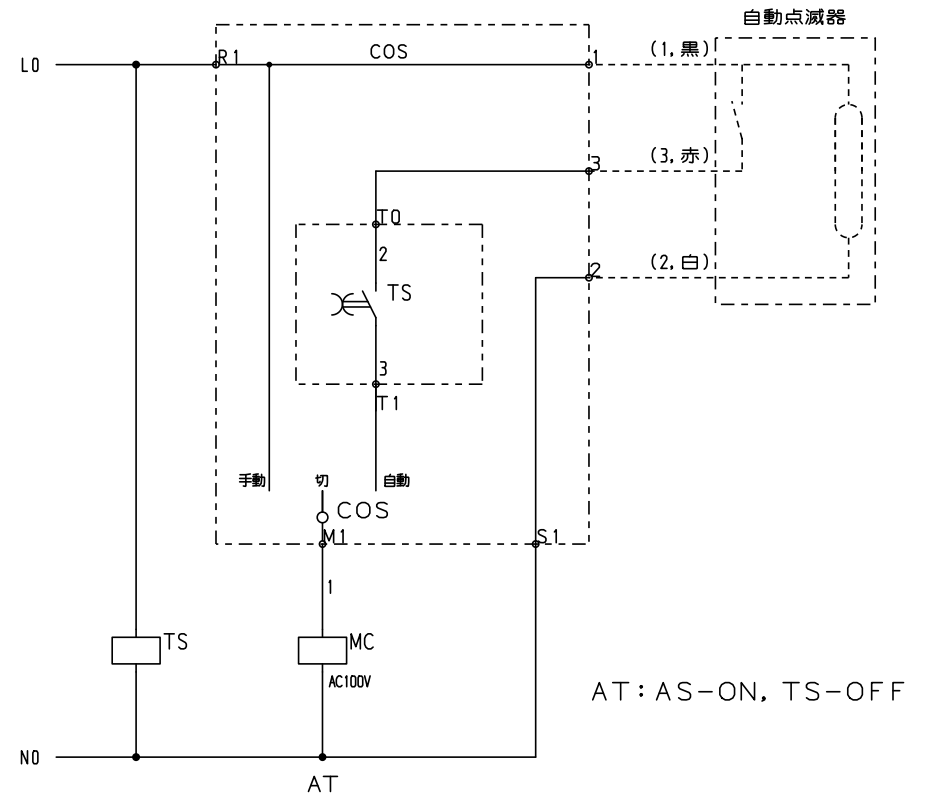 自動点滅器
L0
R1
COS
1
(1,黒)
3
(3,赤)
T0
2
TS
2
(2,白)
3
T1
手動
切
自動
COS
M1
S1
1
TS
MC
AC100V
AT:AS-ON, TS-OFF
N0
AT